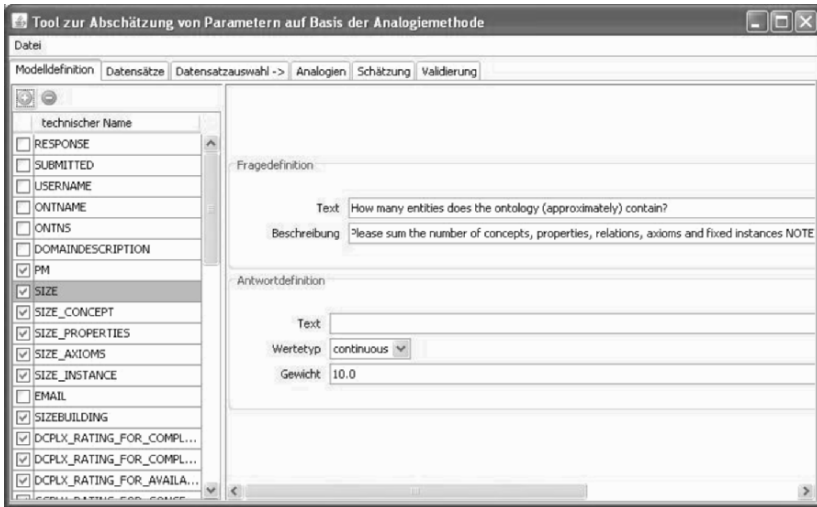 Tool zur Abschätzung von Parametern auf Basis der Analogiemethode
Datei
Modelldefinition Datensätze Datensatzauswahl -> Analogien Schätzung Validierung
technischer Name
RESPONSE
SUBMITTED
USERNAME
ONTNAME
ONTNS
DOMAINDESCRIPTION
PM
SIZE
SIZE_CONCEPT
SIZE_PROPERTIES
SIZE_AXIOMS
SIZE_INSTANCE
EMAIL
SIZEBUILDING
DCPLX_RATING_FOR_COMPL...
DCPLX_RATING_FOR_COMPL...
DCPLX_RATING_FOR_AVAILA...
Fragedefinition
Text How many entities does the ontology (approximately) contain?
Beschreibung Please sum the number of concepts, properties, relations, axioms and fixed instances NOTE
Antwortdefinition
Text
Wertetyp continuous
Gewicht 10.0